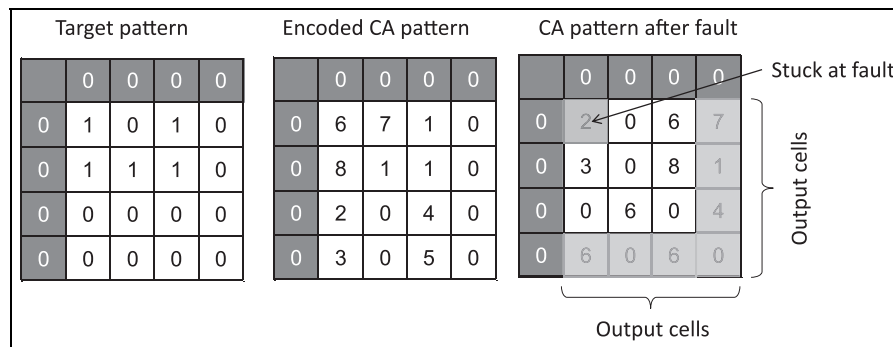 Target pattern
Encoded CA pattern
CA pattern after fault
0 0 0 0
0 1 0 1 0
0 1 1 1 0
0 0 0 0 0
0 0 0 0 0
0 0 0 0
0 6 7 1 0
0 8 1 1 0
0 2 0 4 0
0 3 0 5 0
0 0 0 0
0 2 0 6 7
0 3 0 8 1
0 0 6 0 4
0 6 0 6 0
Stuck at fault
Output cells
Output cells